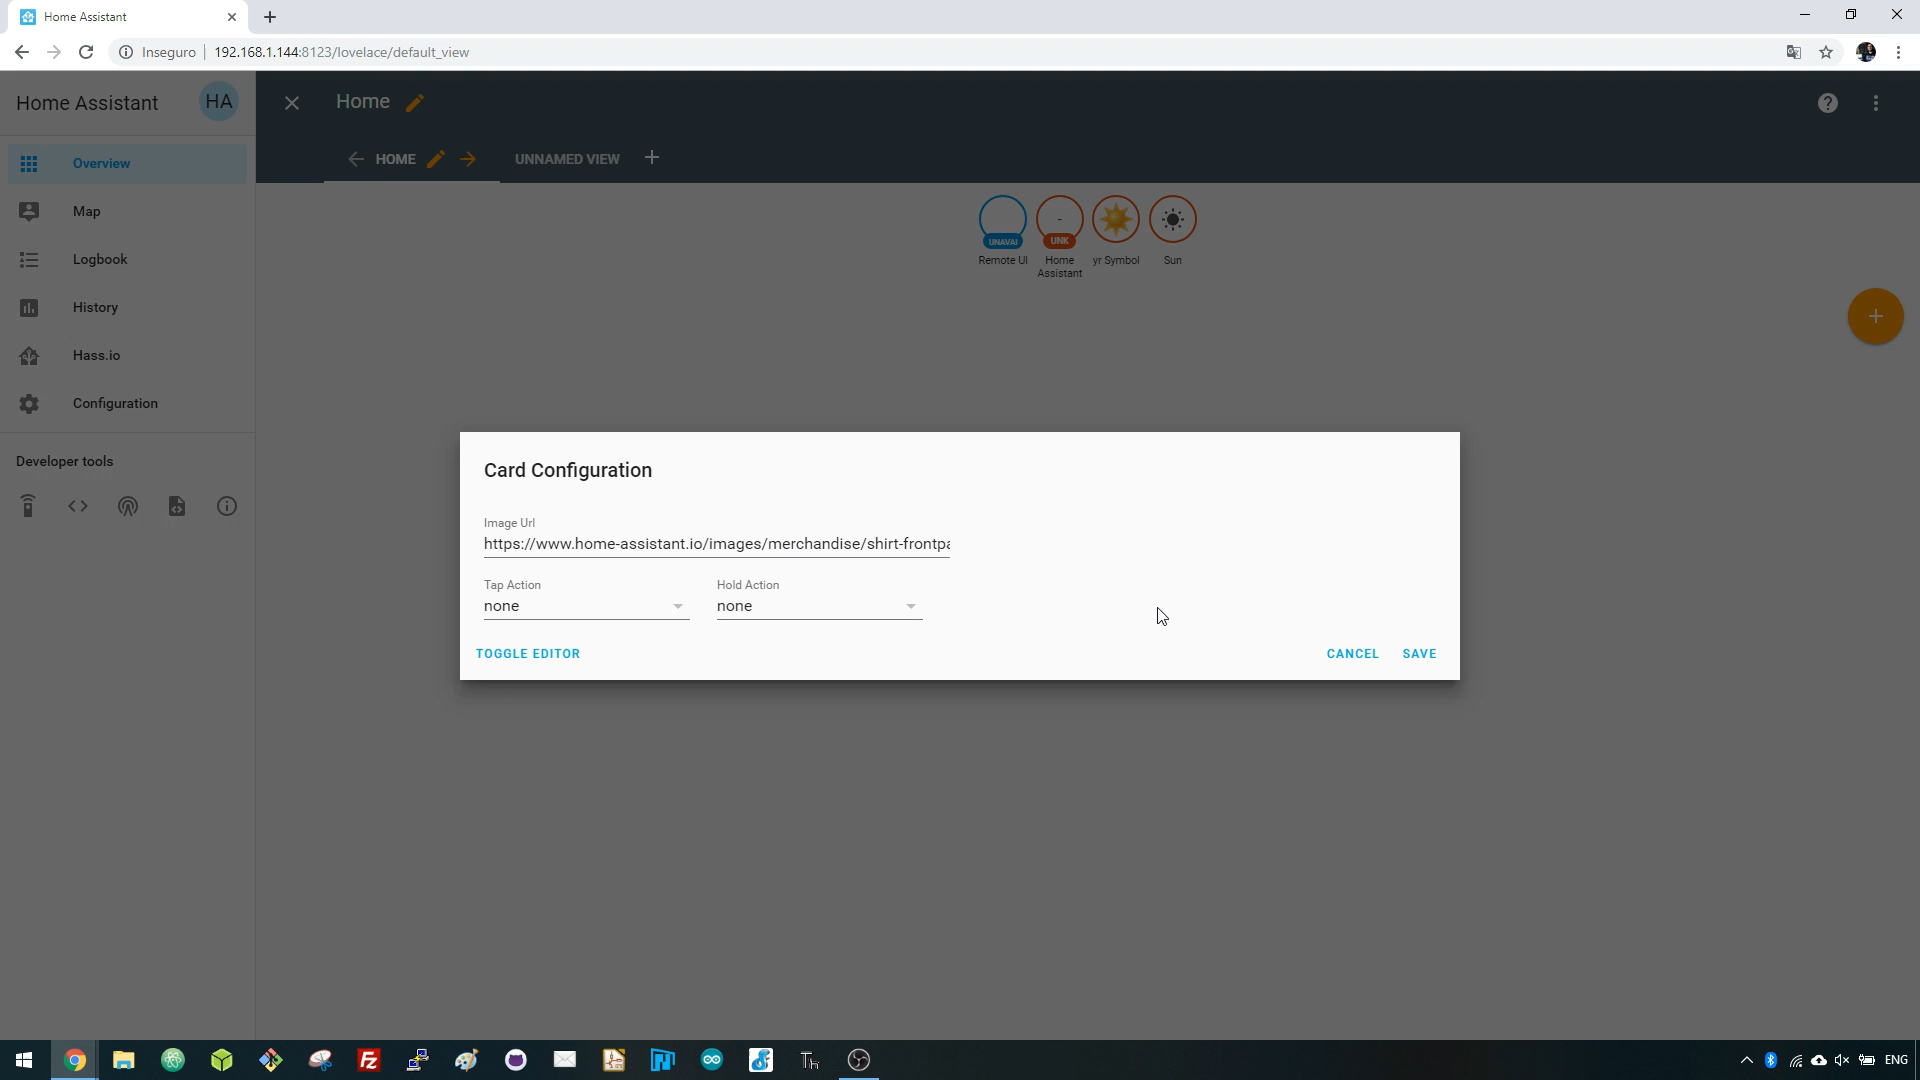 Home Assistant
Inseguro
192.168.1.144:8123/lovelace/default_view
Home Assistant
HA
Home
HOME
UNNAMED VIEW
Overview
Map
Logbook
History
Hass.io
Configuration
Developer tools
UNAVAI
-
UNK
Remote UI
Home
Assistant
yr Symbol
Sun
Card Configuration
Image Url
https://www.home-assistant.io/images/merchandise/shirt-frontpa
Tap Action
none
Hold Action
none
TOGGLE EDITOR
CANCEL
SAVE
ENG